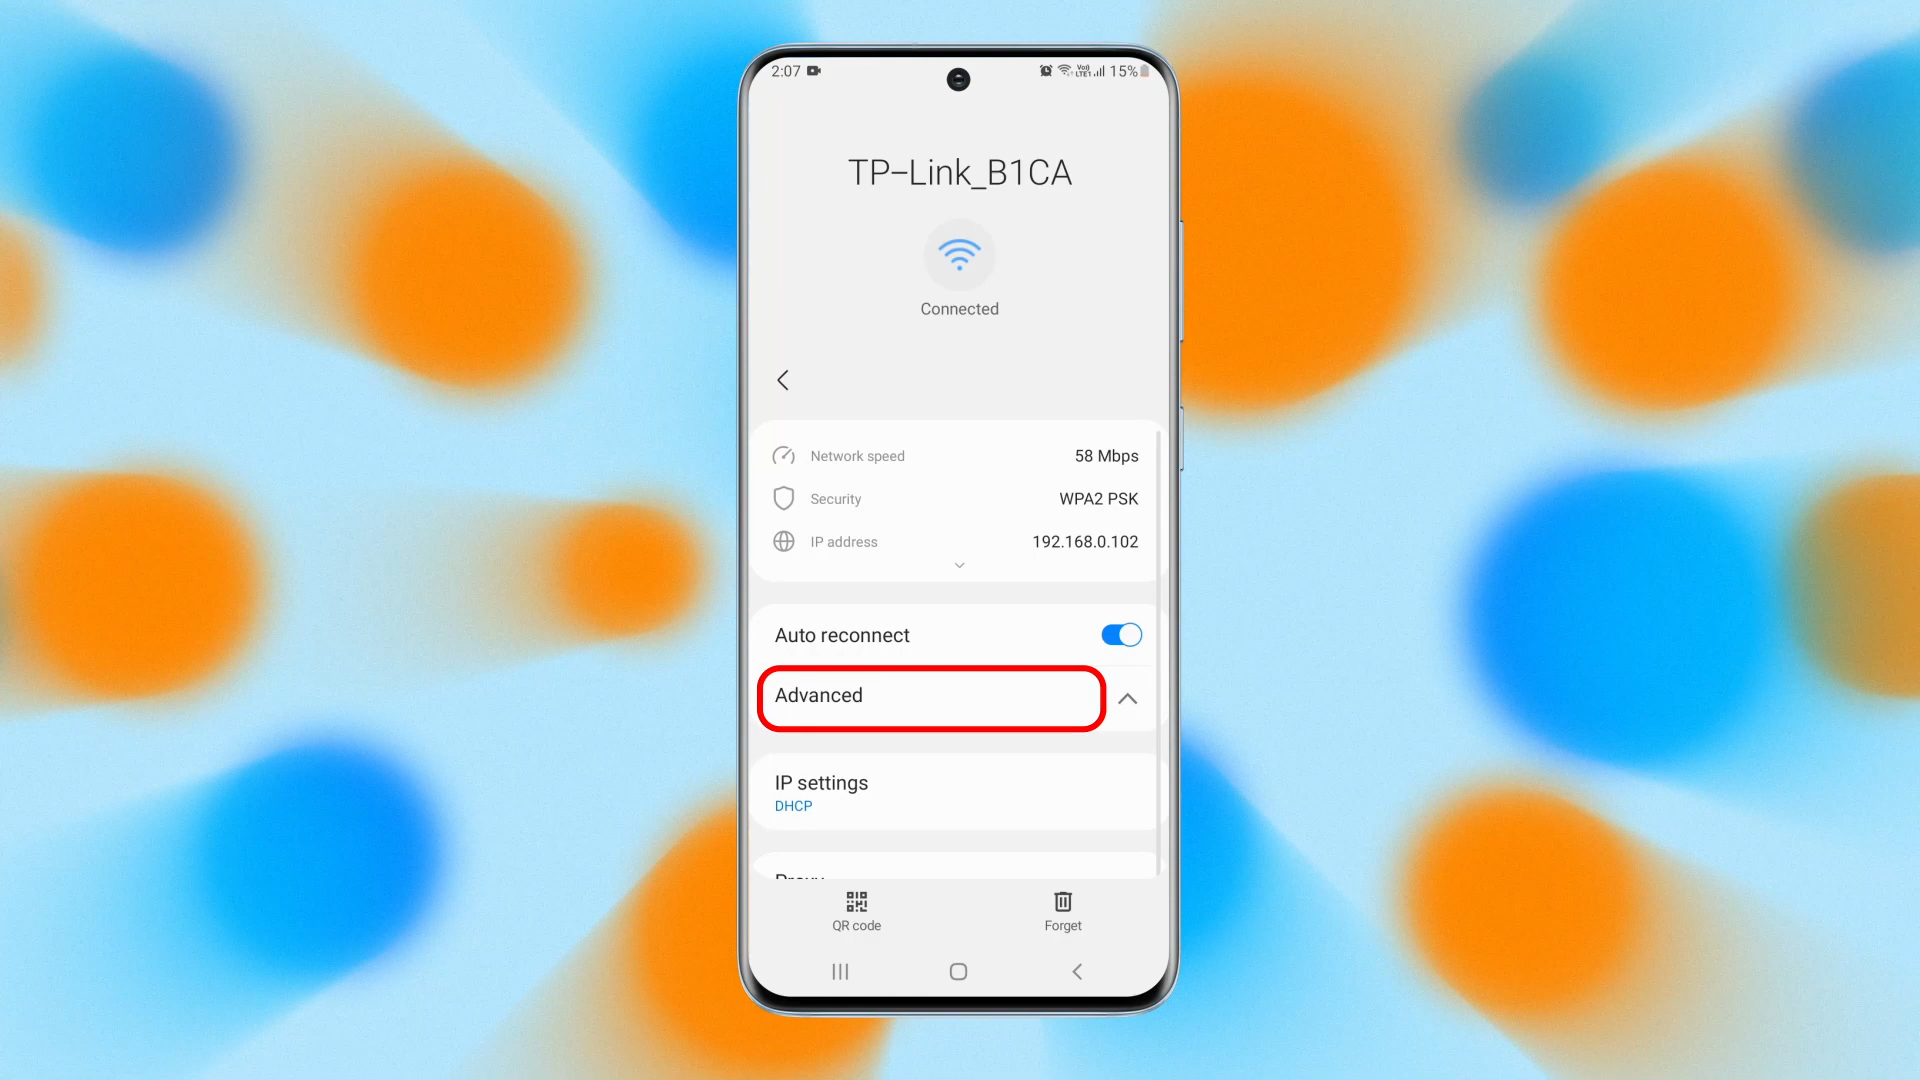 2:07 15%
TP-Link_B1CA
Connected
Network speed 58 Mbps
Security WPA2 PSK
IP address 192.168.0.102
Auto reconnect
Advanced
IP settings
DHCP
Proxy
QR code Forget